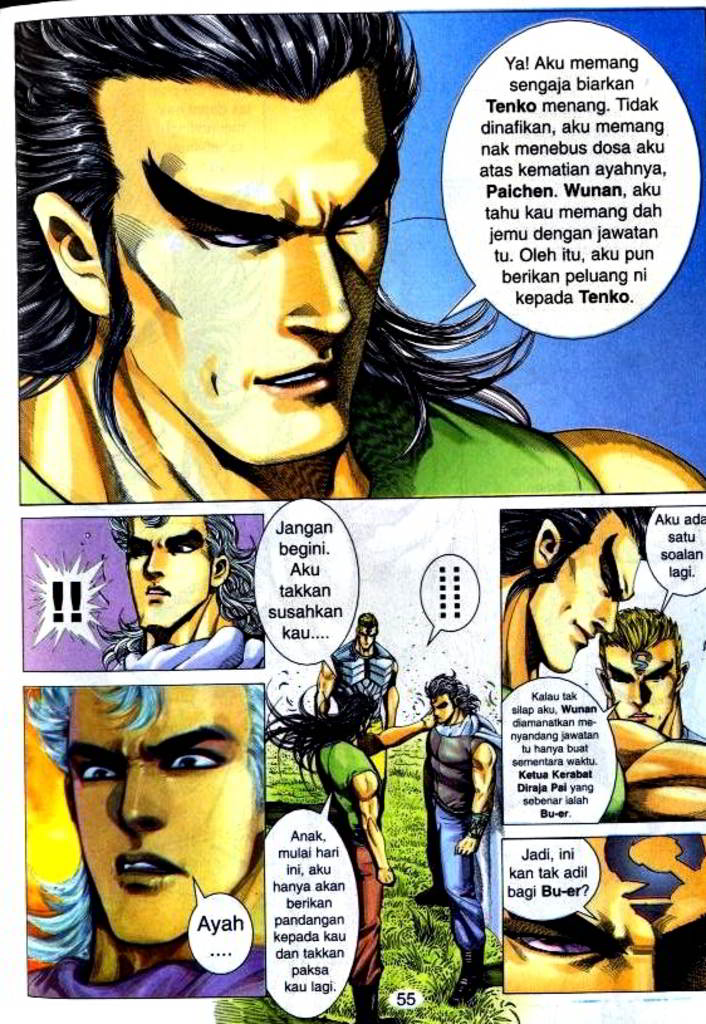 Ya! Aku memang
sengaja biarkan
Tenko menang. Tidak
dinafikan, aku memang
nak menebus dosa aku
atas kematian ayahnya,
Paichen. Wunan, aku
tahu kau memang dah
jemu dengan jawatan
tu. Oleh itu, aku pun
berikan peluang ni
kepada Tenko.
!!
Jangan
begini.
Aku
takkan
susahkan
kau....
Ayah
....
Anak,
mulai hari
ini, aku
hanya akan
berikan
pandangan
kepada kau
dan takkan
paksa
kau lagi.
Aku ada
satu
soalan
lagi.
Kalau tak
silap aku, Wunan
diamanatkan me-
nyandang jawatan
tu hanya buat
sementara waktu.
Ketua Kerabat
Diraja Pai yang
sebenar ialah
Bu-er.
Jadi, ini
kan tak adil
bagi Bu-er?
55